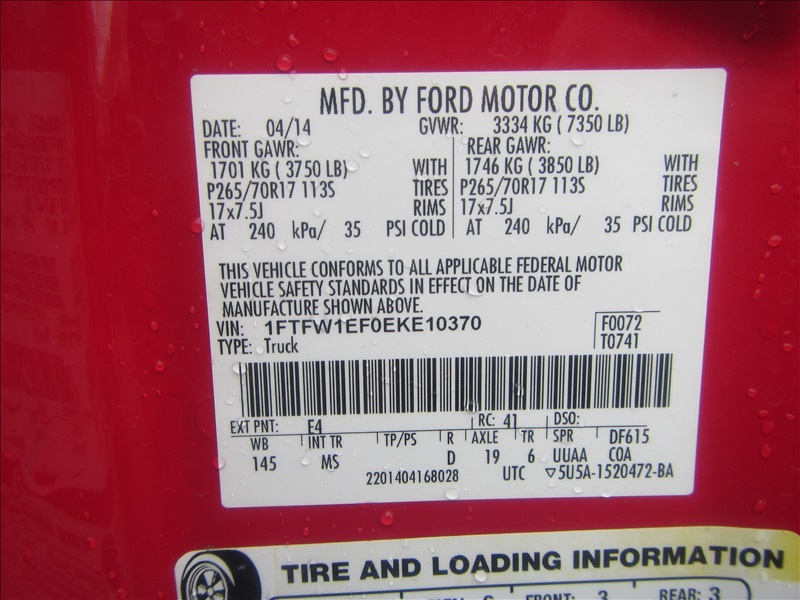 MFD. BY FORD MOTOR CO.
DATE: 04/14 GVWR: 3334 KG ( 7350 LB)
FRONT GAWR: REAR GAWR:
1701 KG ( 3750 LB) WITH 1746 KG ( 3850 LB) WITH
P265/70R17 113S TIRES P265/70R17 113S TIRES
17x7.5J RIMS 17x7.5J RIMS
AT 240 kPa/ 35 PSI COLD AT 240 kPa/ 35 PSI COLD
THIS VEHICLE CONFORMS TO ALL APPLICABLE FEDERAL MOTOR
VEHICLE SAFETY STANDARDS IN EFFECT ON THE DATE OF
MANUFACTURE SHOWN ABOVE.
VIN: 1FTFW1EF0EKE10370 F0072
TYPE: Truck T0741
EXT PNT: E4 RC: 41 DSO:
WB INT TR TP/PS R AXLE TR SPR DF615
145 MS D 19 6 UUAA COA
2201404168028 UTC ▽5U5A-1520472-BA
TIRE AND LOADING INFORMATION
FRONT: 3 REAR: 3